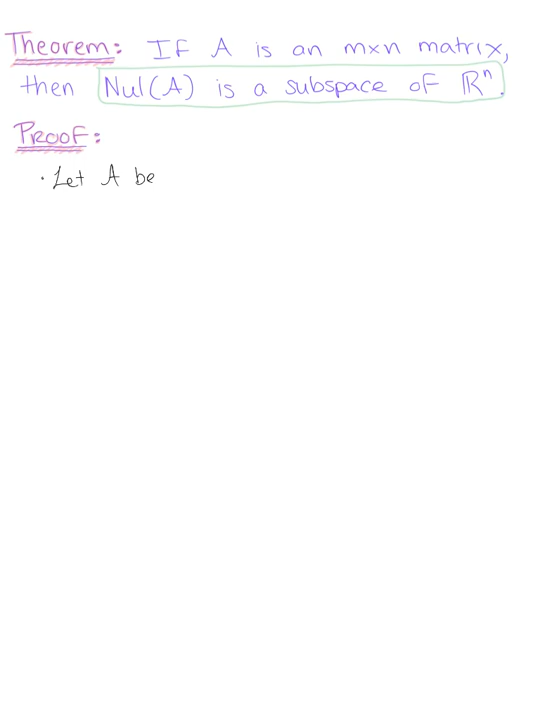 Theorem: If A is an m×n matrix,
then Nul(A) is a subspace of ℝⁿ.
Proof:
· Let A be